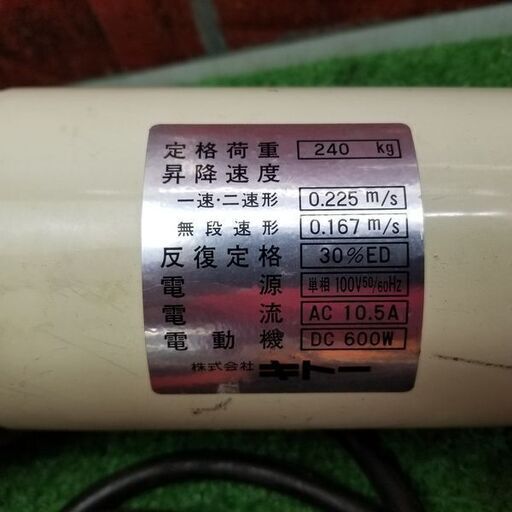 定格荷重 240 kg
昇降速度
一速・二速形 0.225 m/s
無段速形 0.167 m/s
反復定格 30%ED
電源 単相100V50/60Hz
電流 AC 10.5A
電動機 DC 600W
株式会社 キトー